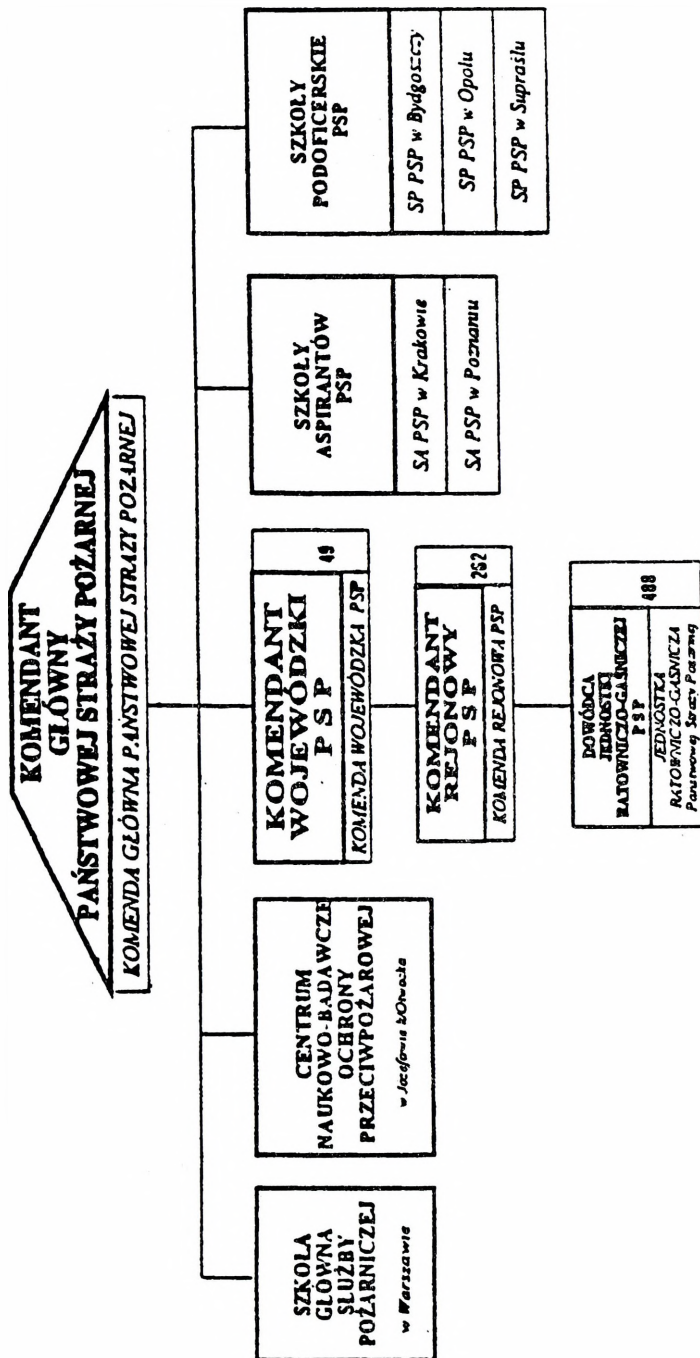 KOMENDANT
GŁÓWNY
PAŃSTWOWEJ STRAŻY POŻARNEJ
KOMENDA GŁÓWNA PAŃSTWOWEJ STRAŻY POŻARNEJ
SZKOŁA
GŁÓWNA
SŁUŻBY
POŻARNICZEJ
w Warszawie
CENTRUM
NAUKOWO-BADAWCZE
OCHRONY
PRZECIWPOŻAROWEJ
w Józefowie k/Otwocka
KOMENDANT
WOJEWÓDZKI
PSP
49
KOMENDA WOJEWÓDZKA PSP
KOMENDANT
REJONOWY
PSP
262
KOMENDA REJONOWA PSP
DOWÓDCA
JEDNOSTKI
RATOWNICZO-GAŚNICZEJ
PSP
488
JEDNOSTKA
RATOWNICZO-GAŚNICZA
Państwowej Straży Pożarnej
SZKOŁY
ASPIRANTÓW
PSP
SA PSP w Krakowie
SA PSP w Poznaniu
SZKOŁY
PODOFICERSKIE
PSP
SP PSP w Bydgoszczy
SP PSP w Opolu
SP PSP w Supraślu